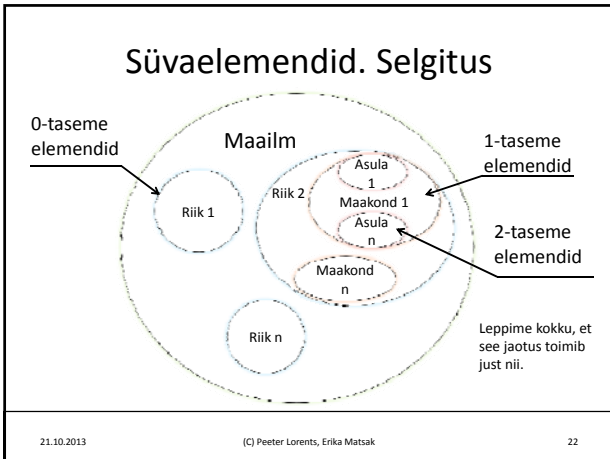 Süvaelemendid. Selgitus
0-taseme
elemendid
Maailm
Riik 1
Riik 2
Asula
1
Maakond 1
Asula
n
Maakond
n
Riik n
1-taseme
elemendid
2-taseme
elemendid
Leppime kokku, et
see jaotus toimib
just nii.
21.10.2013
(C) Peeter Lorents, Erika Matsak
22